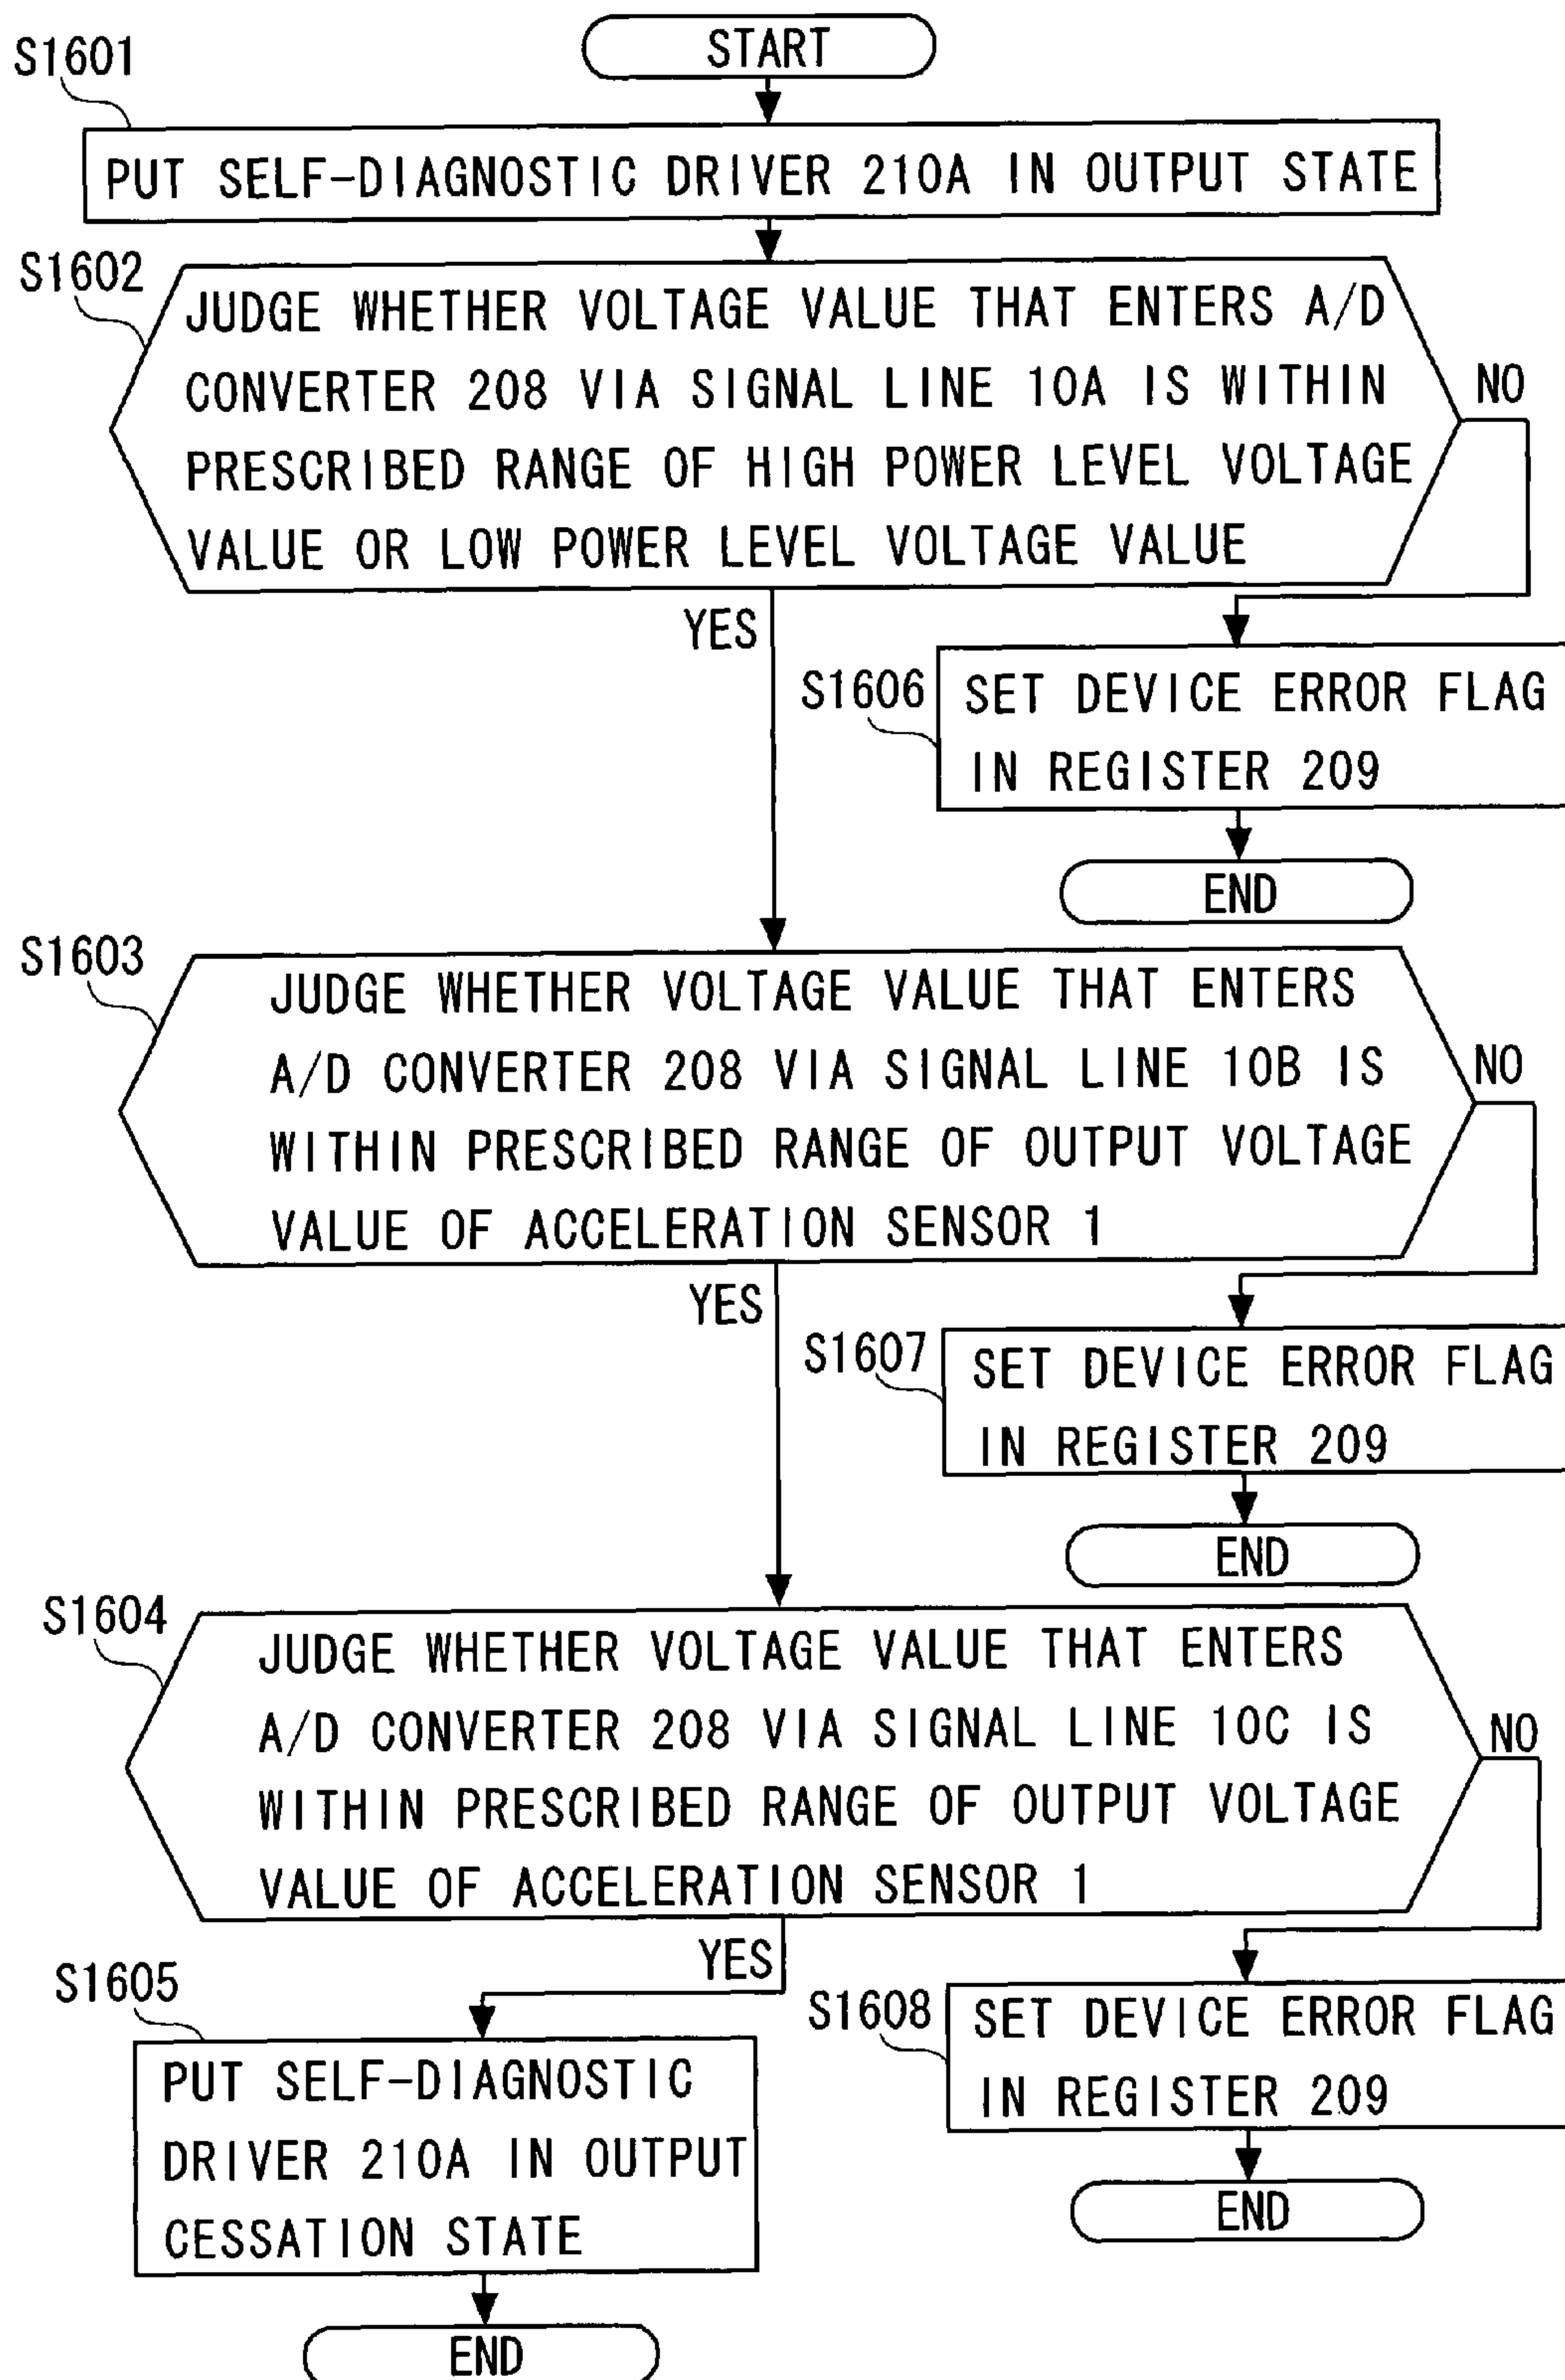 START
S1601
PUT SELF-DIAGNOSTIC DRIVER 210A IN OUTPUT STATE
S1602
JUDGE WHETHER VOLTAGE VALUE THAT ENTERS A/D
CONVERTER 208 VIA SIGNAL LINE 10A IS WITHIN
PRESCRIBED RANGE OF HIGH POWER LEVEL VOLTAGE
VALUE OR LOW POWER LEVEL VOLTAGE VALUE
NO
YES
S1606
SET DEVICE ERROR FLAG
IN REGISTER 209
END
S1603
JUDGE WHETHER VOLTAGE VALUE THAT ENTERS
A/D CONVERTER 208 VIA SIGNAL LINE 10B IS
WITHIN PRESCRIBED RANGE OF OUTPUT VOLTAGE
VALUE OF ACCELERATION SENSOR 1
NO
YES
S1607
SET DEVICE ERROR FLAG
IN REGISTER 209
END
S1604
JUDGE WHETHER VOLTAGE VALUE THAT ENTERS
A/D CONVERTER 208 VIA SIGNAL LINE 10C IS
WITHIN PRESCRIBED RANGE OF OUTPUT VOLTAGE
VALUE OF ACCELERATION SENSOR 1
NO
YES
S1605
PUT SELF-DIAGNOSTIC
DRIVER 210A IN OUTPUT
CESSATION STATE
END
S1608
SET DEVICE ERROR FLAG
IN REGISTER 209
END